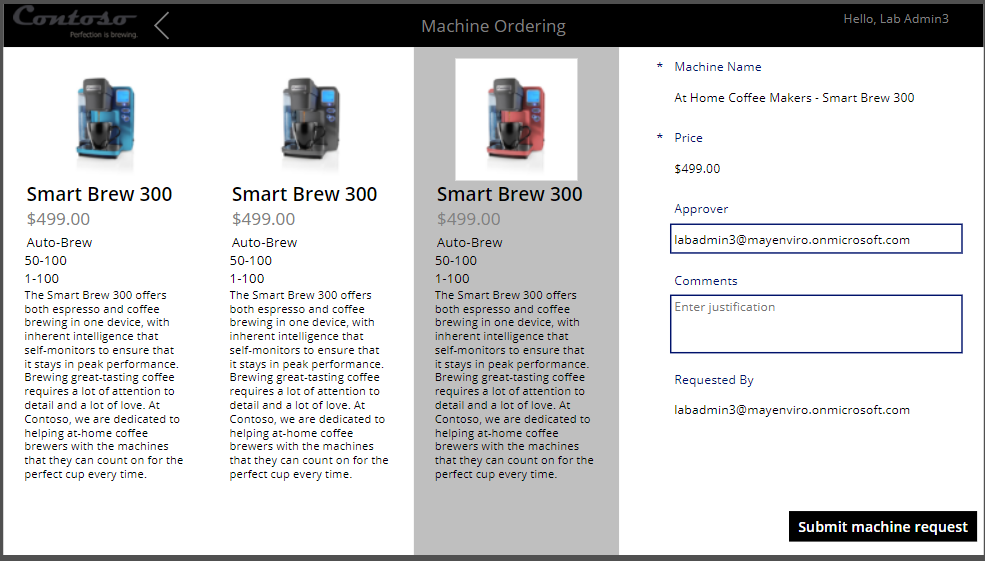 Contoso
Perfection is brewing.
Machine Ordering
Hello, Lab Admin3
Smart Brew 300
$499.00
Auto-Brew
50-100
1-100
The Smart Brew 300 offers
both espresso and coffee
brewing in one device, with
inherent intelligence that
self-monitors to ensure that
it stays in peak performance.
Brewing great-tasting coffee
requires a lot of attention to
detail and a lot of love. At
Contoso, we are dedicated to
helping at-home coffee
brewers with the machines
that they can count on for the
perfect cup every time.
Smart Brew 300
$499.00
Auto-Brew
50-100
1-100
The Smart Brew 300 offers
both espresso and coffee
brewing in one device, with
inherent intelligence that
self-monitors to ensure that
it stays in peak performance.
Brewing great-tasting coffee
requires a lot of attention to
detail and a lot of love. At
Contoso, we are dedicated to
helping at-home coffee
brewers with the machines
that they can count on for the
perfect cup every time.
Smart Brew 300
$499.00
Auto-Brew
50-100
1-100
The Smart Brew 300 offers
both espresso and coffee
brewing in one device, with
inherent intelligence that
self-monitors to ensure that
it stays in peak performance.
Brewing great-tasting coffee
requires a lot of attention to
detail and a lot of love. At
Contoso, we are dedicated to
helping at-home coffee
brewers with the machines
that they can count on for the
perfect cup every time.
* Machine Name
At Home Coffee Makers - Smart Brew 300
* Price
$499.00
Approver
labadmin3@mayenviro.onmicrosoft.com
Comments
Enter justification
Requested By
labadmin3@mayenviro.onmicrosoft.com
Submit machine request